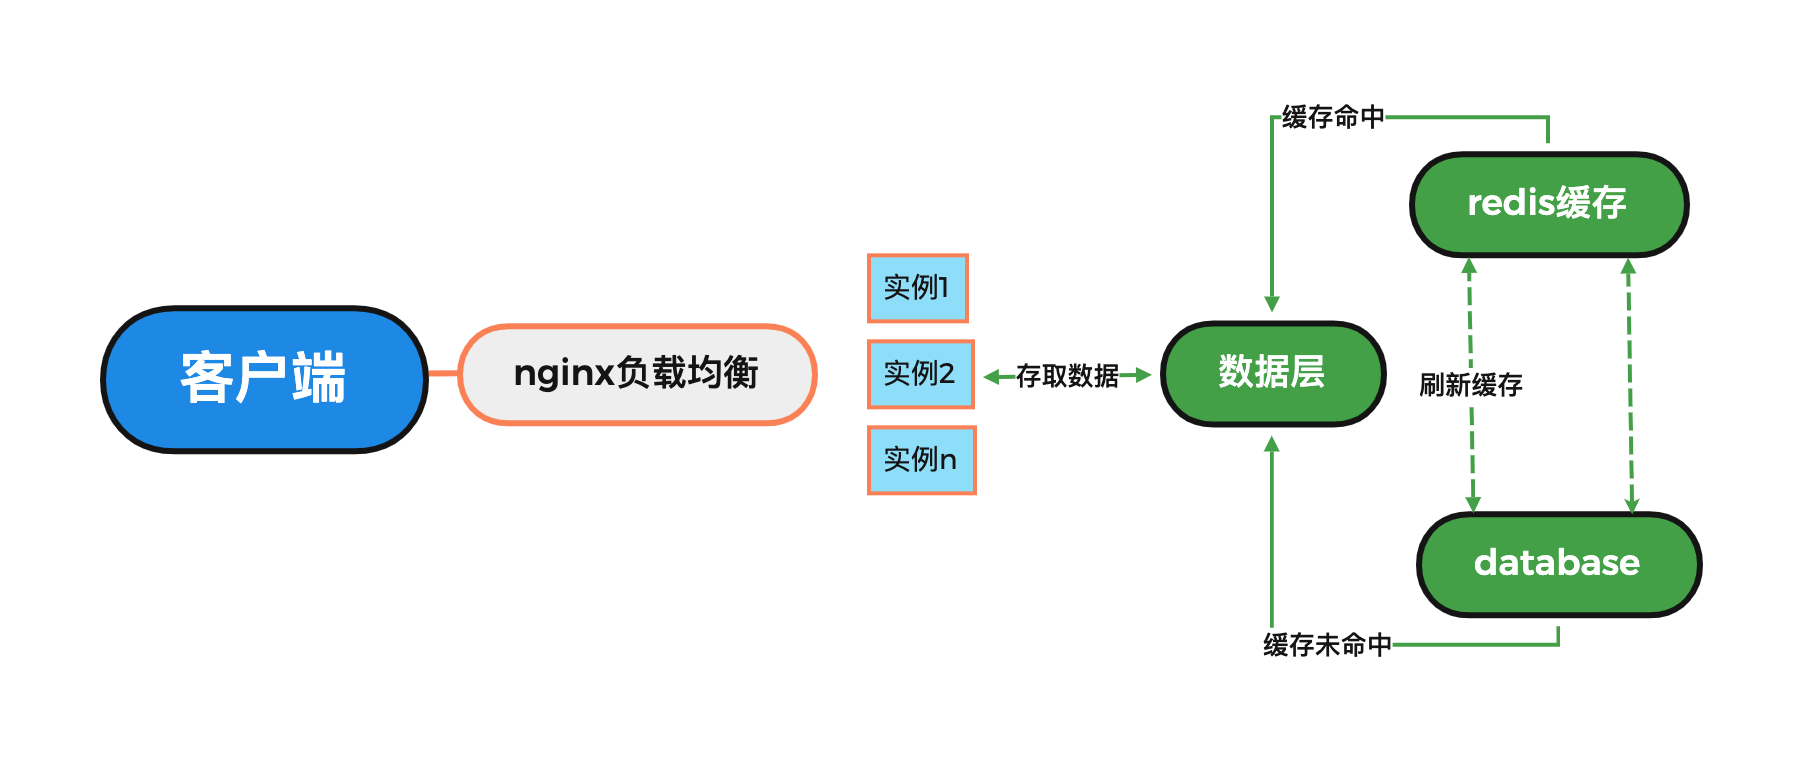 缓存命中
redis缓存
实例1
客户端
nginx负载均衡
实例2
存取数据
数据层
刷新缓存
实例n
database
缓存未命中